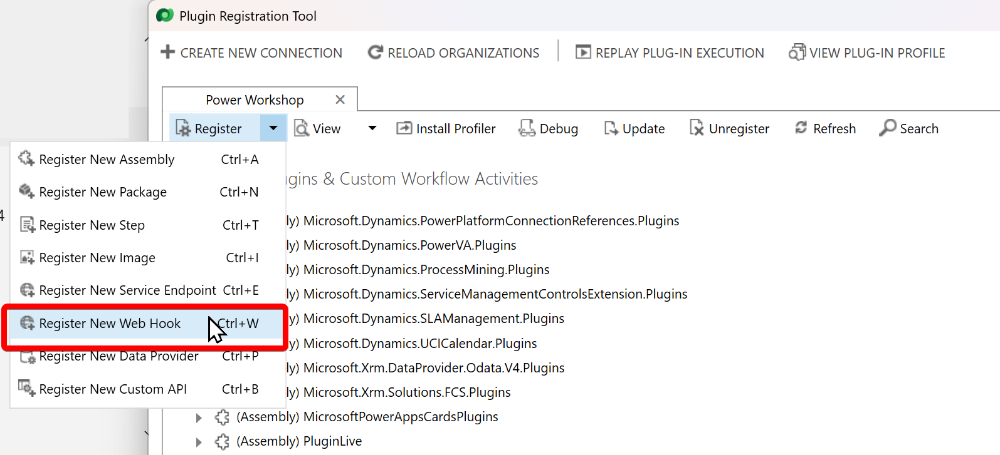 Plugin Registration Tool
CREATE NEW CONNECTION RELOAD ORGANIZATIONS REPLAY PLUG-IN EXECUTION VIEW PLUG-IN PROFILE
Power Workshop
Register View Install Profiler Debug Update Unregister Refresh Search
Register New Assembly Ctrl+A
Register New Package Ctrl+N
Register New Step Ctrl+T
Register New Image Ctrl+I
Register New Service Endpoint Ctrl+E
Register New Web Hook Ctrl+W
Register New Data Provider Ctrl+P
Register New Custom API Ctrl+B
4
gins & Custom Workflow Activities
ly) Microsoft.Dynamics.PowerPlatformConnectionReferences.Plugins
ly) Microsoft.Dynamics.PowerVA.Plugins
ly) Microsoft.Dynamics.ProcessMining.Plugins
ly) Microsoft.Dynamics.ServiceManagementControlsExtension.Plugins
y) Microsoft.Dynamics.SLAManagement.Plugins
y) Microsoft.Dynamics.UCICalendar.Plugins
ly) Microsoft.Xrm.DataProvider.Odata.V4.Plugins
ly) Microsoft.Xrm.Solutions.FCS.Plugins
(Assembly) MicrosoftPowerAppsCardsPlugins
(Assembly) PluginLive